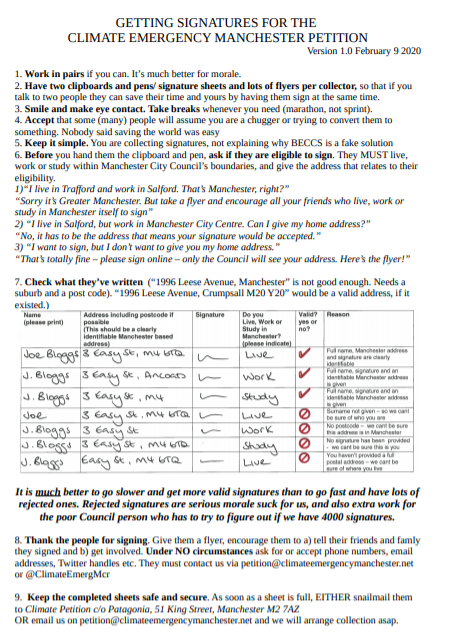 GETTING SIGNATURES FOR THE
CLIMATE EMERGENCY MANCHESTER PETITION
Version 1.0 February 9 2020
1. Work in pairs if you can. It's much better for morale.
2. Have two clipboards and pens/ signature sheets and lots of flyers per collector, so that if you
talk to two people they can save their time and yours by having them sign at the same time.
3. Smile and make eye contact. Take breaks whenever you need (marathon, not sprint).
4. Accept that some (many) people will assume you are a chugger or trying to convert them to
something. Nobody said saving the world was easy
5. Keep it simple. You are collecting signatures, not explaining why BECCS is a fake solution
6. Before you hand them the clipboard and pen, ask if they are eligible to sign. They MUST live,
work or study within Manchester City Council's boundaries, and give the address that relates to their
eligibility.
1)"I live in Trafford and work in Salford. That's Manchester, right?"
"Sorry it's Greater Manchester. But take a flyer and encourage all your friends who live, work or
study in Manchester itself to sign"
2) "I live in Salford, but work in Manchester City Centre. Can I give my home address?"
"No, it has to be the address that means your signature would be accepted."
3) "I want to sign, but I don't want to give you my home address."
"That's totally fine – please sign online – only the Council will see your address. Here's the flyer!"
7. Check what they've written ("1996 Leese Avenue, Manchester" is not good enough. Needs a
suburb and a post code). "1996 Leese Avenue, Crumpsall M20 Y20" would be a valid address, if it
existed.)
Name
(please print)
Address including postcode if
possible
(This should be a clearly
identifiable Manchester based
address)
Signature
Do you
Live, Work or
Study in
Manchester?
(please indicate)
Valid?
yes or
no?
Reason
Joe Bloggs 3 Easy St, M4 6TQ Live Full name, Manchester address
and signature are clearly
identifiable
J. Bloggs 3 Easy St, Ancoats Work Full name, signature and an
identifiable Manchester address
is given
J. Bloggs 3 Easy St, M4 Study Full name, signature and an
identifiable Manchester address
is given
Joe 3 Easy St, M4 6TQ Live Surname not given – so we cant
be sure of who you are
J. Bloggs 3 Easy St Work No postcode – we cant be sure
this address is in Manchester
J. Bloggs 3 Easy St, M4 6TQ Study No signature has been provided
- we cant be sure this is you
J. Bloggs Easy St, M4 6TQ Live You haven't provided a full
postal address – we cant be
sure of where you live
It is much better to go slower and get more valid signatures than to go fast and have lots of
rejected ones. Rejected signatures are serious morale suck for us, and also extra work for
the poor Council person who has to try to figure out if we have 4000 signatures.
8. Thank the people for signing. Give them a flyer, encourage them to a) tell their friends and famly
they signed and b) get involved. Under NO circumstances ask for or accept phone numbers, email
addresses, Twitter handles etc. They must contact us via petition@climateemergencymanchester.net
or @ClimateEmergMcr
9. Keep the completed sheets safe and secure. As soon as a sheet is full, EITHER snailmail them
to Climate Petition c/o Patagonia, 51 King Street, Manchester M2 7AZ
OR email us on petition@climateemergencymanchester.net and we will arrange collection asap.